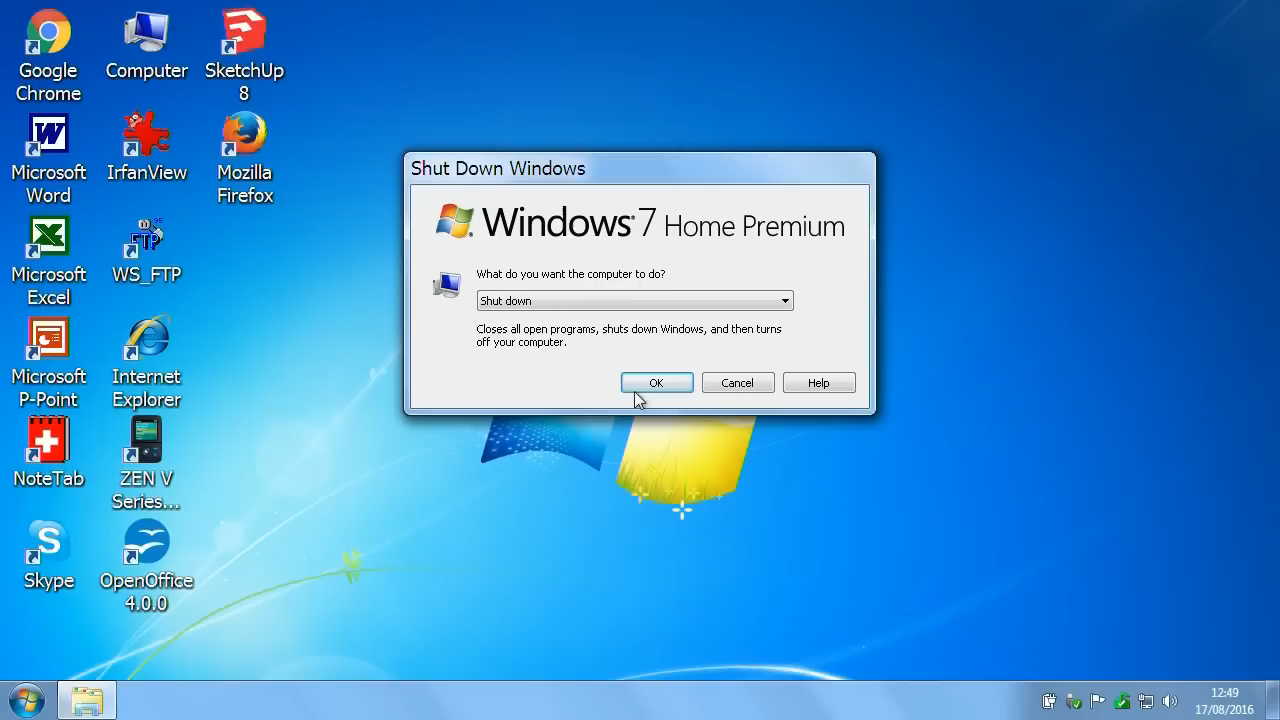 Google
Chrome
Computer
SketchUp
8
Microsoft
Word
IrfanView
Mozilla
Firefox
Microsoft
Excel
95
FTP
WS_FTP
Microsoft
P-Point
Internet
Explorer
NoteTab
ZEN V
Series...
Skype
OpenOffice
4.0.0
Shut Down Windows
Windows 7 Home Premium
What do you want the computer to do?
Shut down
Closes all open programs, shuts down Windows, and then turns
off your computer.
OK
Cancel
Help
12:49
17/08/2016